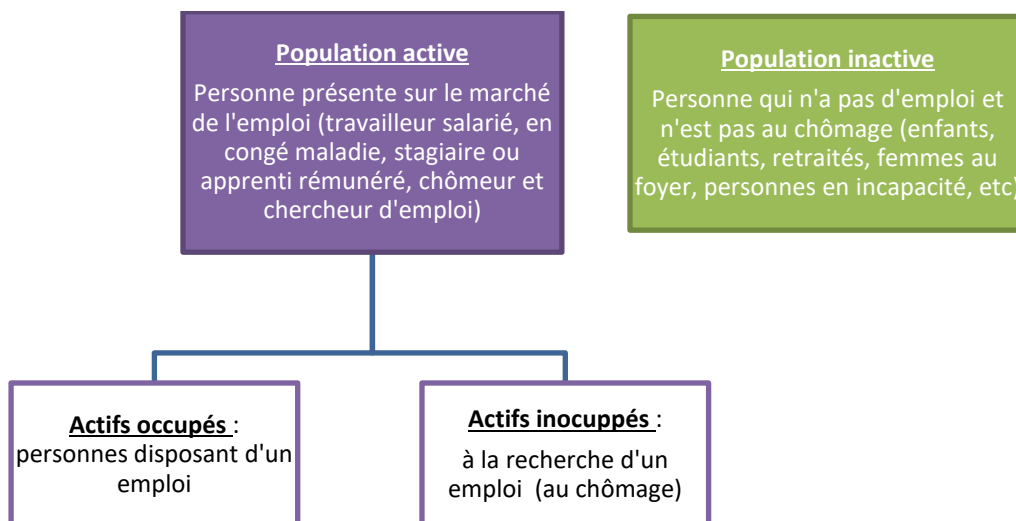 Population active
Personne présente sur le marché
de l'emploi (travailleur salarié, en
congé maladie, stagiaire ou
apprenti rémunéré, chômeur et
chercheur d'emploi)
Population inactive
Personne qui n'a pas d'emploi et
n'est pas au chômage (enfants,
étudiants, retraités, femmes au
foyer, personnes en incapacité, etc)
Actifs occupés :
personnes disposant d'un
emploi
Actifs inocuppés :
à la recherche d'un
emploi (au chômage)